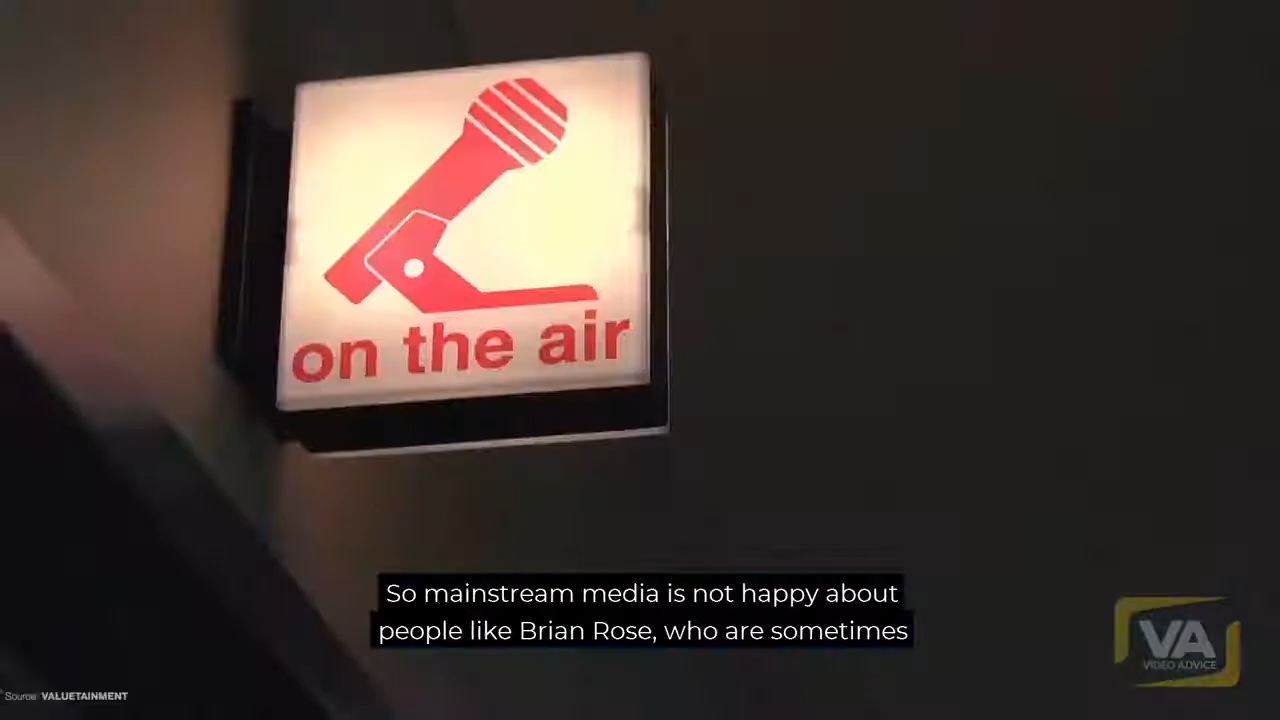 on the air
So mainstream media is not happy about
people like Brian Rose, who are sometimes
VA
VIDEO ADVICE
Source: VALUETAINMENT